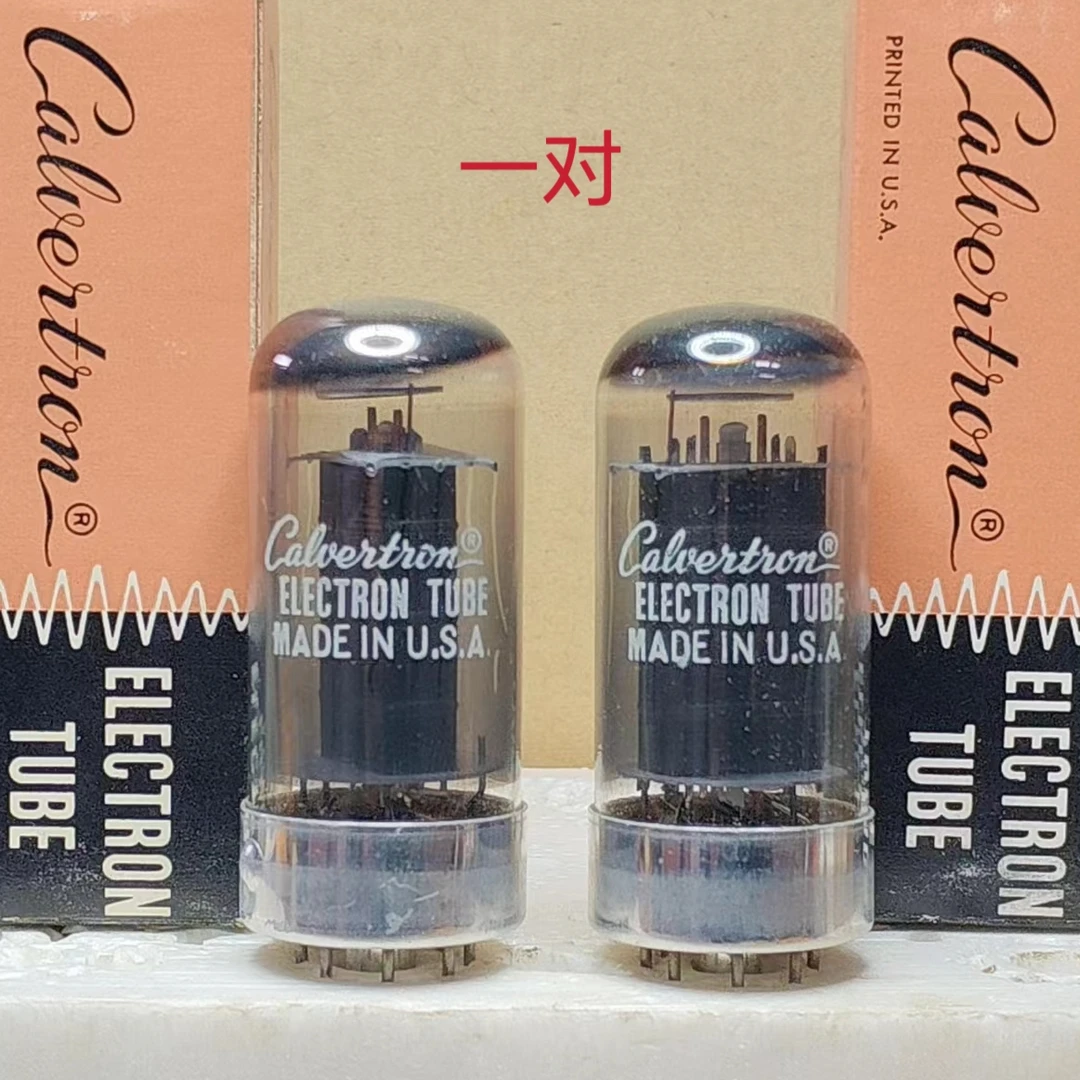 Calvertron®
ELECTRON
TUBE
一对
Calvertron®
ELECTRON TUBE
MADE IN U.S.A.
Calvertron®
ELECTRON TUBE
MADE IN U.S.A
Calvertron®
PRINTED IN U.S.A.
ELECTRON
TUBE